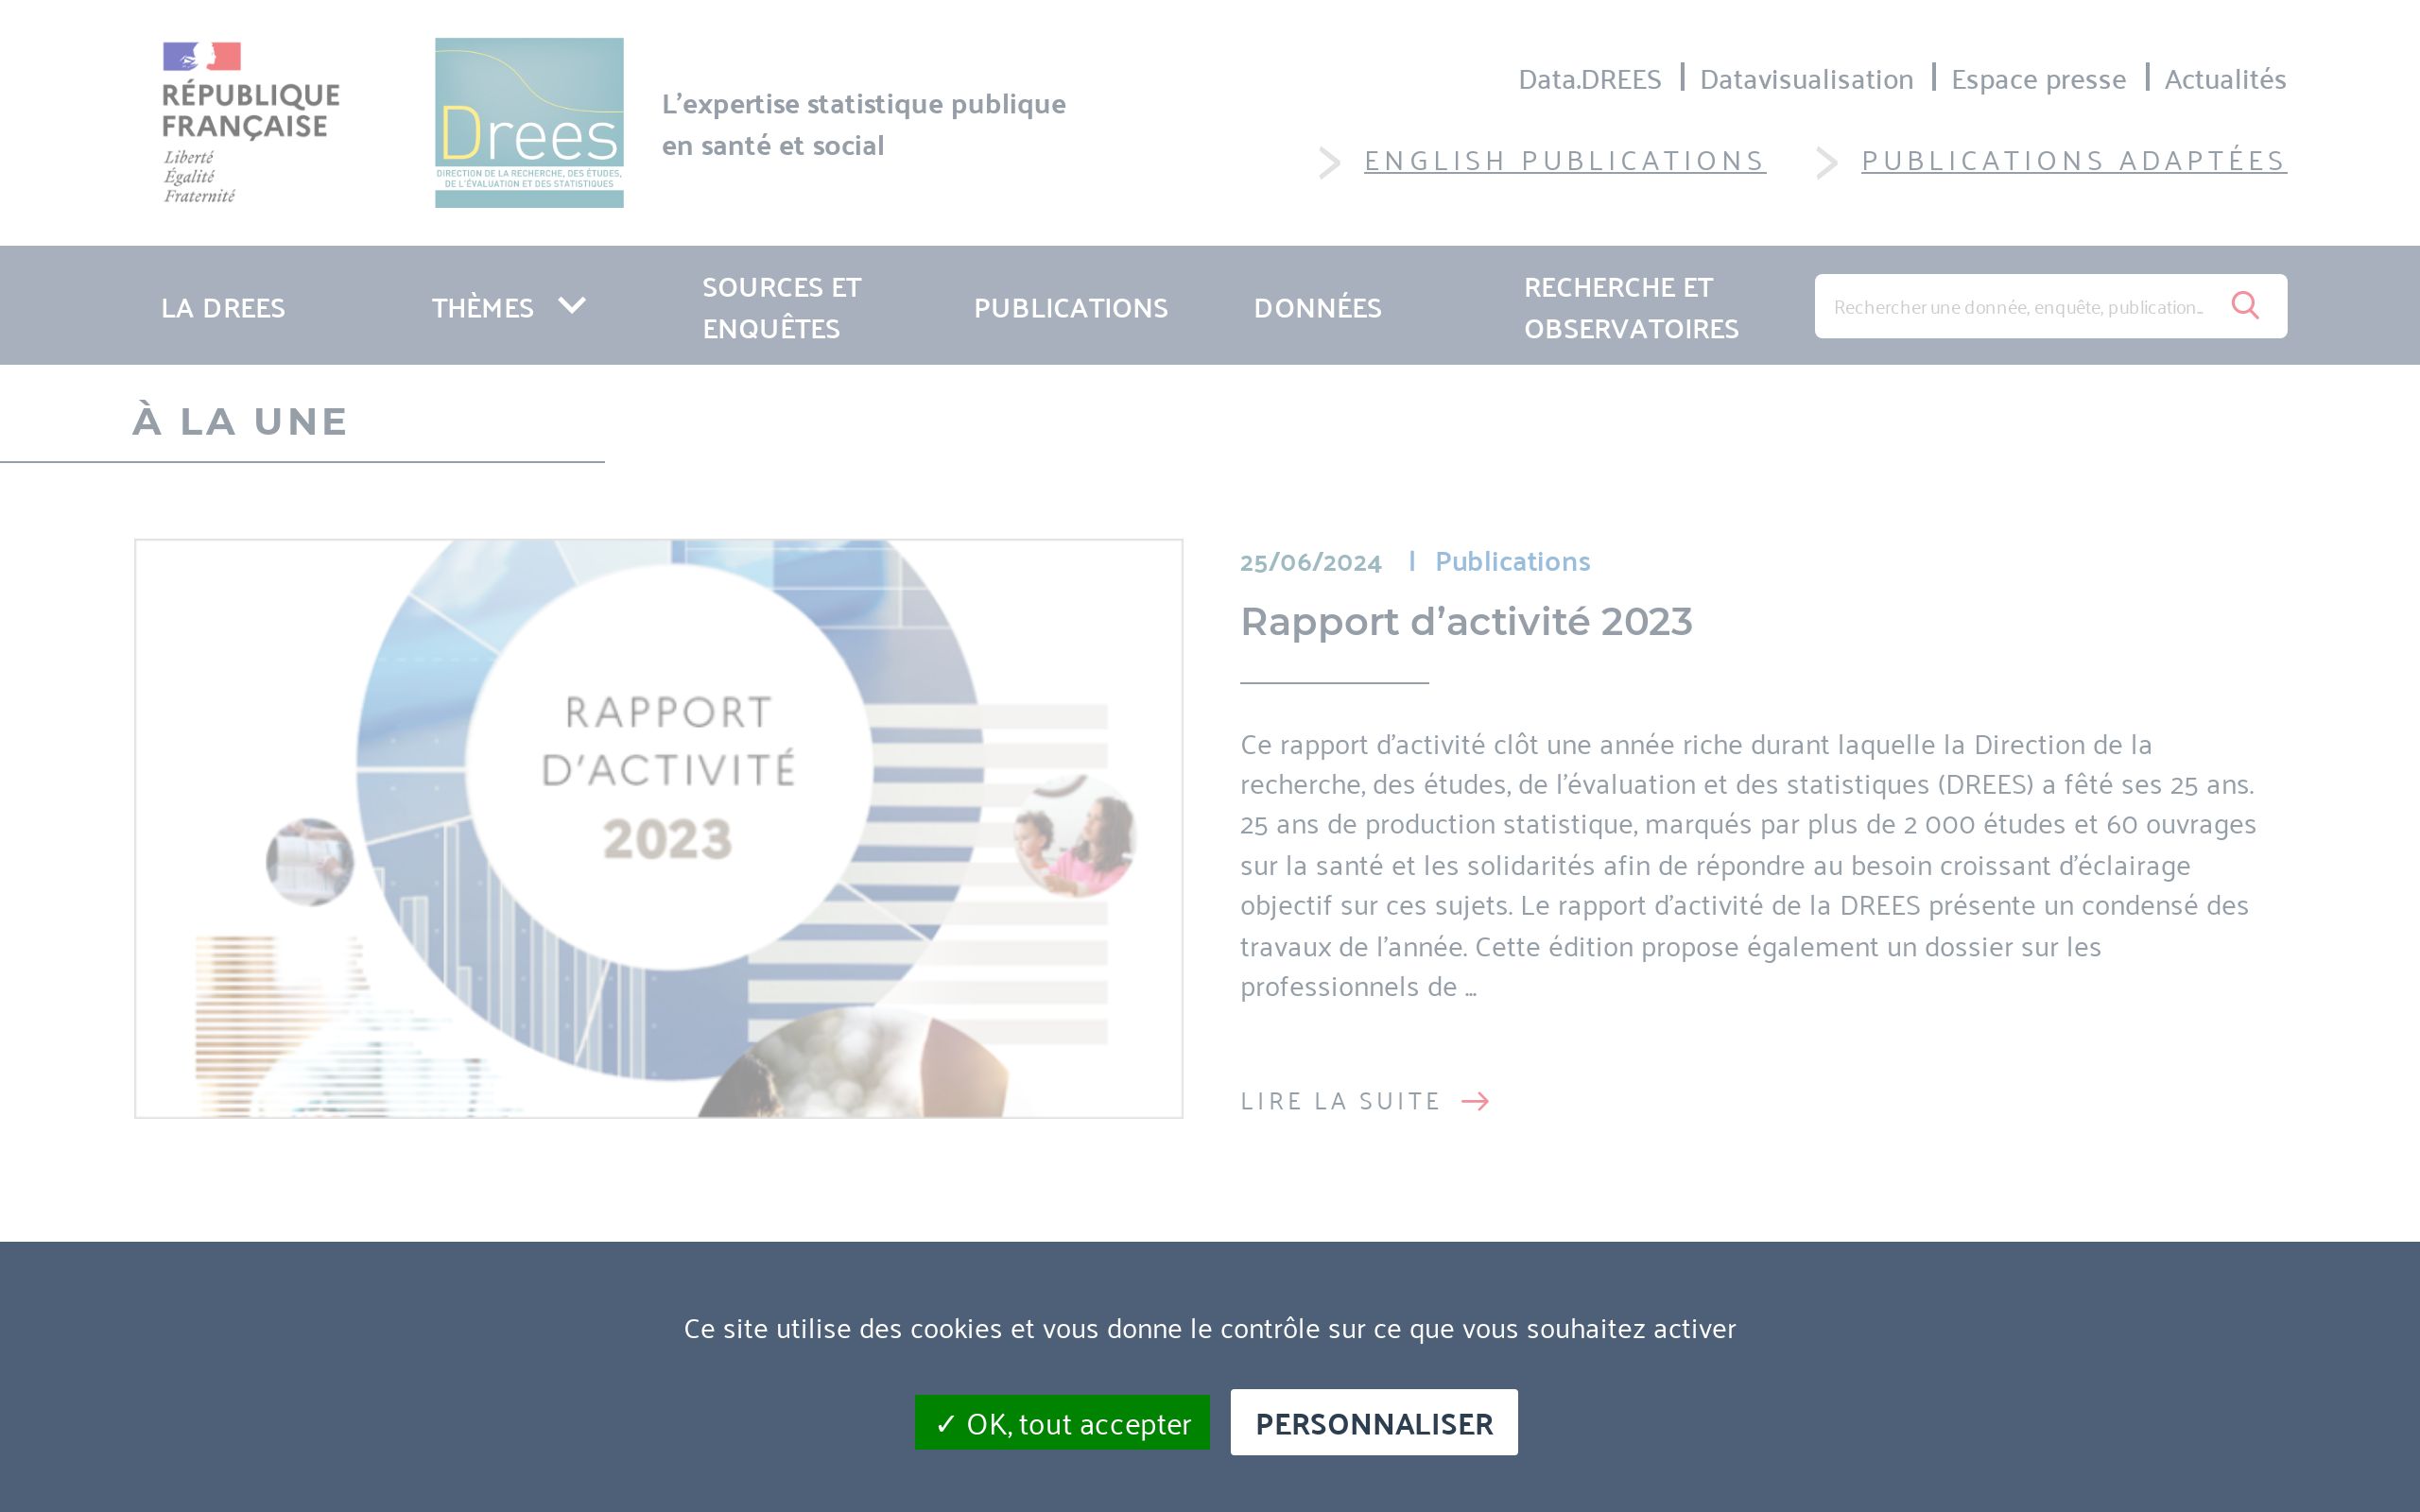 RÉPUBLIQUE
FRANÇAISE
Liberté
Égalité
Fraternité
Drees
DIRECTION DE LA RECHERCHE, DES ÉTUDES,
DE L'ÉVALUATION ET DES STATISTIQUES
L'expertise statistique publique
en santé et social
Data.DREES | Datavisualisation | Espace presse | Actualités
ENGLISH PUBLICATIONS
PUBLICATIONS ADAPTÉES
LA DREES
THÈMES
SOURCES ET
ENQUÊTES
PUBLICATIONS
DONNÉES
RECHERCHE ET
OBSERVATOIRES
Rechercher une donnée, enquête, publication...
À LA UNE
RAPPORT
D'ACTIVITÉ
2023
25/06/2024 | Publications
Rapport d'activité 2023
Ce rapport d'activité clôt une année riche durant laquelle la Direction de la
recherche, des études, de l'évaluation et des statistiques (DREES) a fêté ses 25 ans.
25 ans de production statistique, marqués par plus de 2 000 études et 60 ouvrages
sur la santé et les solidarités afin de répondre au besoin croissant d'éclairage
objectif sur ces sujets. Le rapport d'activité de la DREES présente un condensé des
travaux de l'année. Cette édition propose également un dossier sur les
professionnels de ...
LIRE LA SUITE →
Ce site utilise des cookies et vous donne le contrôle sur ce que vous souhaitez activer
✓ OK, tout accepter
PERSONNALISER